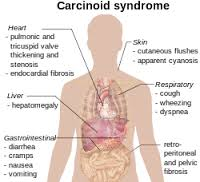 Carcinoid syndrome
Heart
- pulmonic and
tricuspid valve
thickening and
stenosis
- endocardial fibrosis
Skin
- cutaneous flushes
- apparent cyanosis
Respiratory
- cough
- wheezing
- dyspnea
Liver
- hepatomegaly
Gastrointestinal
- diarrhea
- cramps
- nausea
- vomiting
retro-
peritoneal
and pelvic
fibrosis